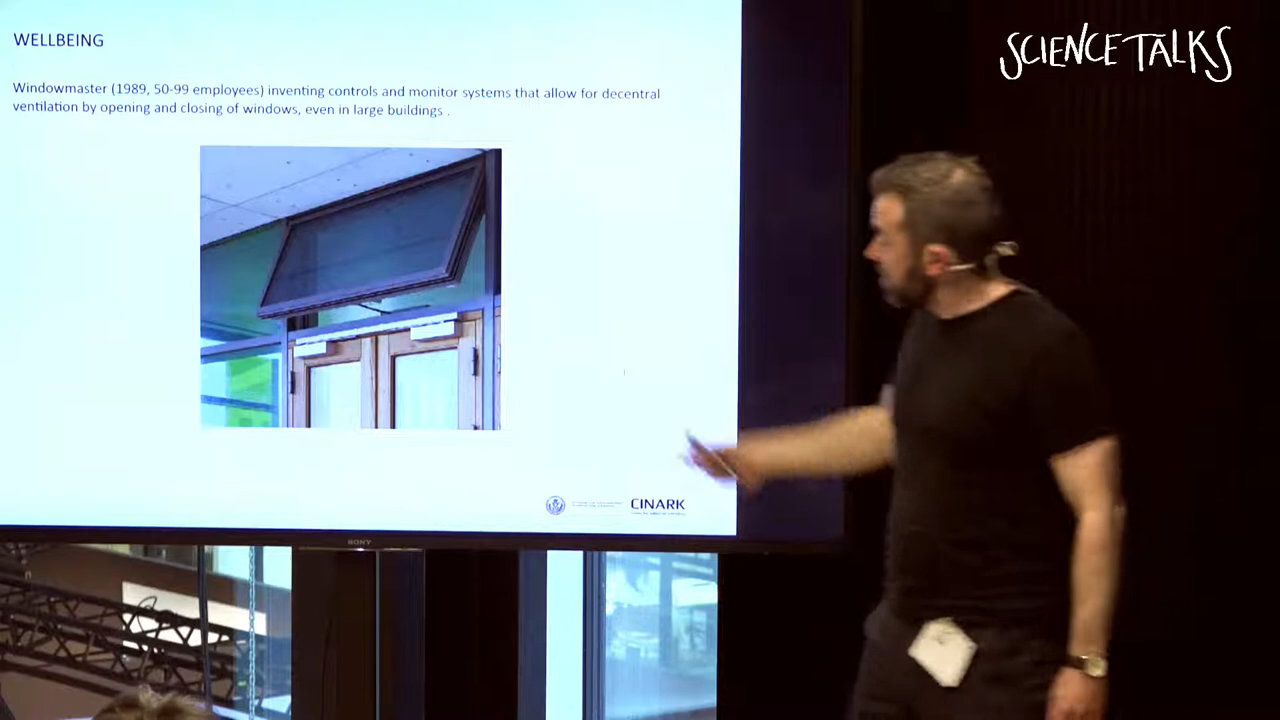 WELLBEING
SCIENCE TALKS
Windowmaster (1989, 50-99 employees) inventing controls and monitor systems that allow for decentral
ventilation by opening and closing of windows, even in large buildings .
CINARK
SONY